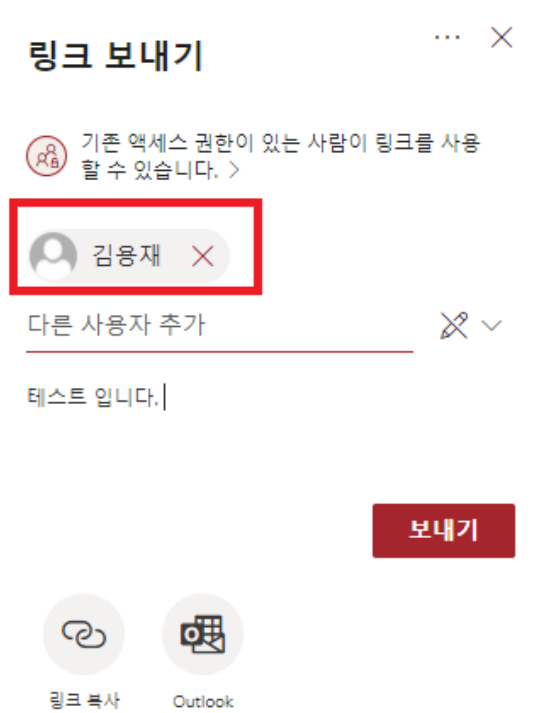 링크 보내기
기존 액세스 권한이 있는 사람이 링크를 사용
할 수 있습니다. >
김용재
다른 사용자 추가
테스트 입니다.
보내기
링크 복사
Outlook